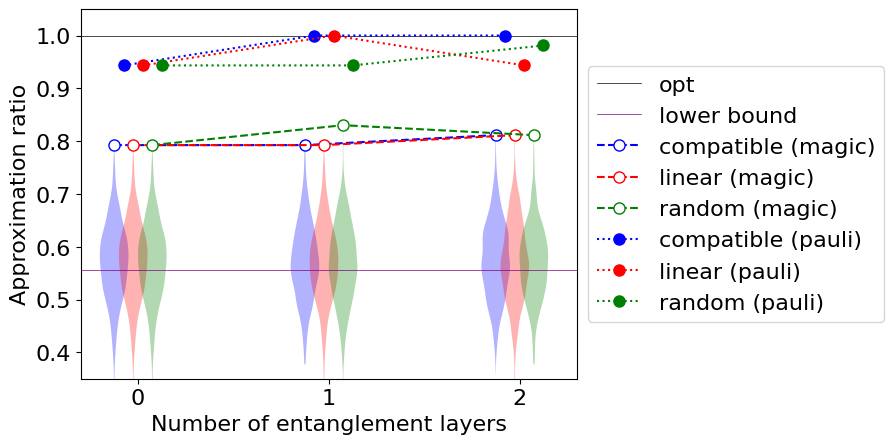 Approximation ratio
1.0
0.9
0.8
0.7
0.6
0.5
0.4
0
1
2
Number of entanglement layers
opt
lower bound
compatible (magic)
linear (magic)
random (magic)
compatible (pauli)
linear (pauli)
random (pauli)